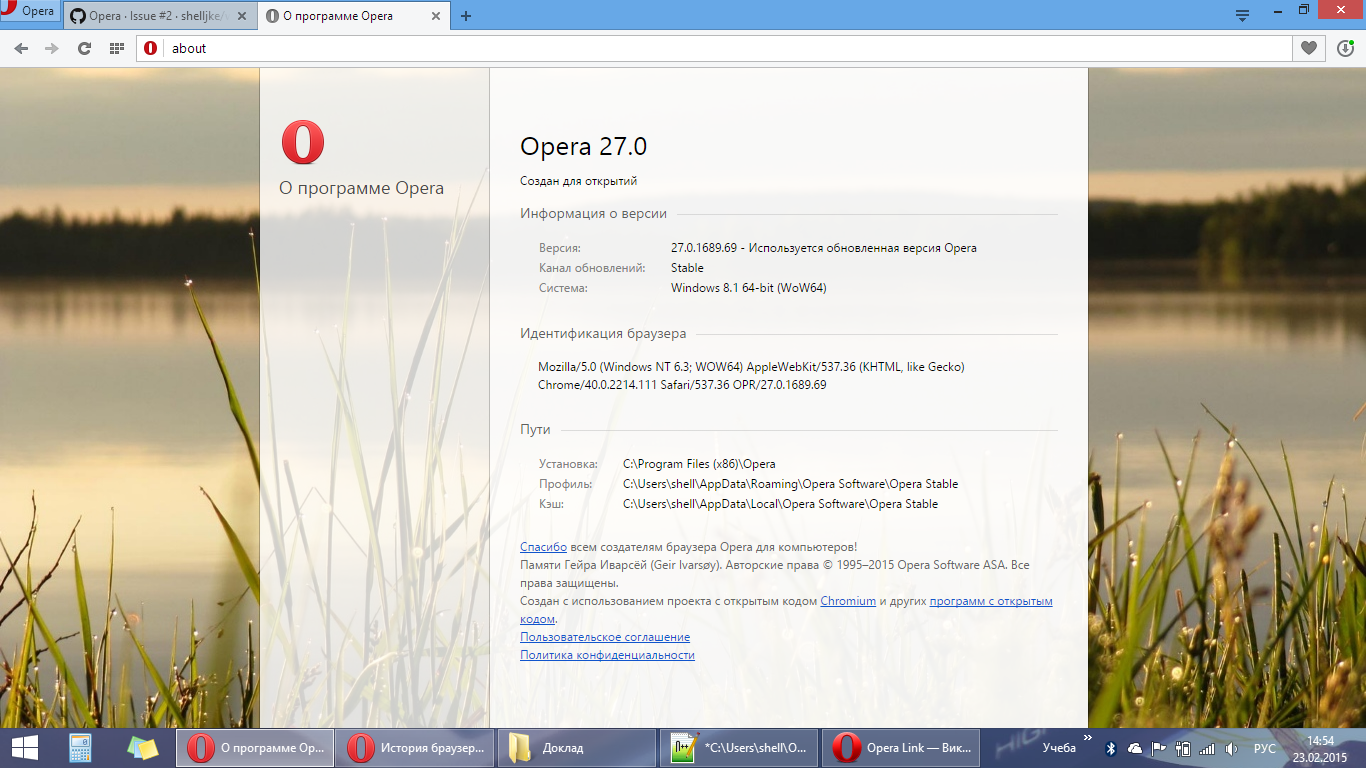 Opera
Opera · Issue #2 · shelljke/
О программе Opera
about
О программе Opera
Opera 27.0
Создан для открытий
Информация о версии
Версия: 27.0.1689.69 - Используется обновленная версия Opera
Канал обновлений: Stable
Система: Windows 8.1 64-bit (WoW64)
Идентификация браузера
Mozilla/5.0 (Windows NT 6.3; WOW64) AppleWebKit/537.36 (KHTML, like Gecko)
Chrome/40.0.2214.111 Safari/537.36 OPR/27.0.1689.69
Пути
Установка: C:\Program Files (x86)\Opera
Профиль: C:\Users\shell\AppData\Roaming\Opera Software\Opera Stable
Кэш: C:\Users\shell\AppData\Local\Opera Software\Opera Stable
Спасибо всем создателям браузера Opera для компьютеров!
Памяти Гейра Иварсёй (Geir Ivarsøy). Авторские права © 1995–2015 Opera Software ASA. Все
права защищены.
Создан с использованием проекта с открытым кодом Chromium и других программ с открытым
кодом.
Пользовательское соглашение
Политика конфиденциальности
О программе Op...
История браузер...
Доклад
*C:\Users\shell\O...
Opera Link — Вик...
Учеба
РУС
14:54
23.02.2015